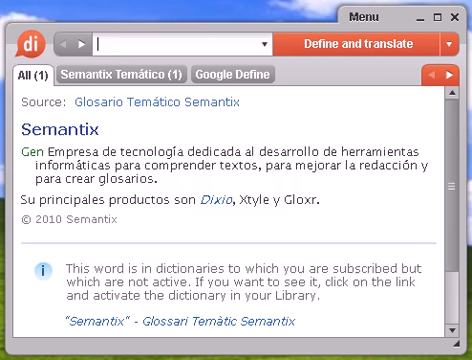 Menu
di
Define and translate
All (1)
Semantix Temático (1)
Google Define
Source: Glosario Temático Semantix
Semantix
Gen Empresa de tecnología dedicada al desarrollo de herramientas
informáticas para comprender textos, para mejorar la redacción y
para crear glosarios.
Su principales productos son Dixio, Xtyle y Gloxr.
© 2010 Semantix
i
This word is in dictionaries to which you are subscribed but
which are not active. If you want to see it, click on the link
and activate the dictionary in your Library.
"Semantix" - Glossari Temàtic Semantix